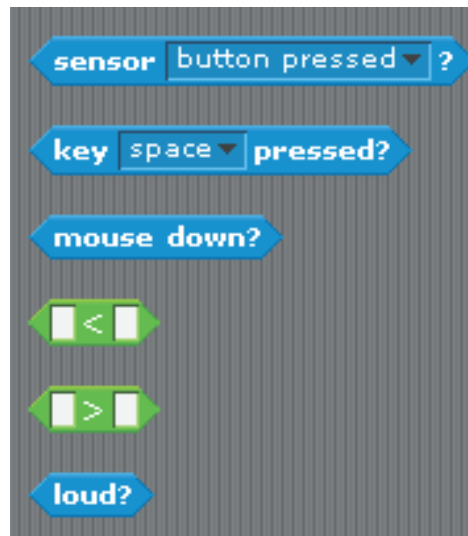 sensor button pressed ?
key space pressed?
mouse down?
<
>
loud?